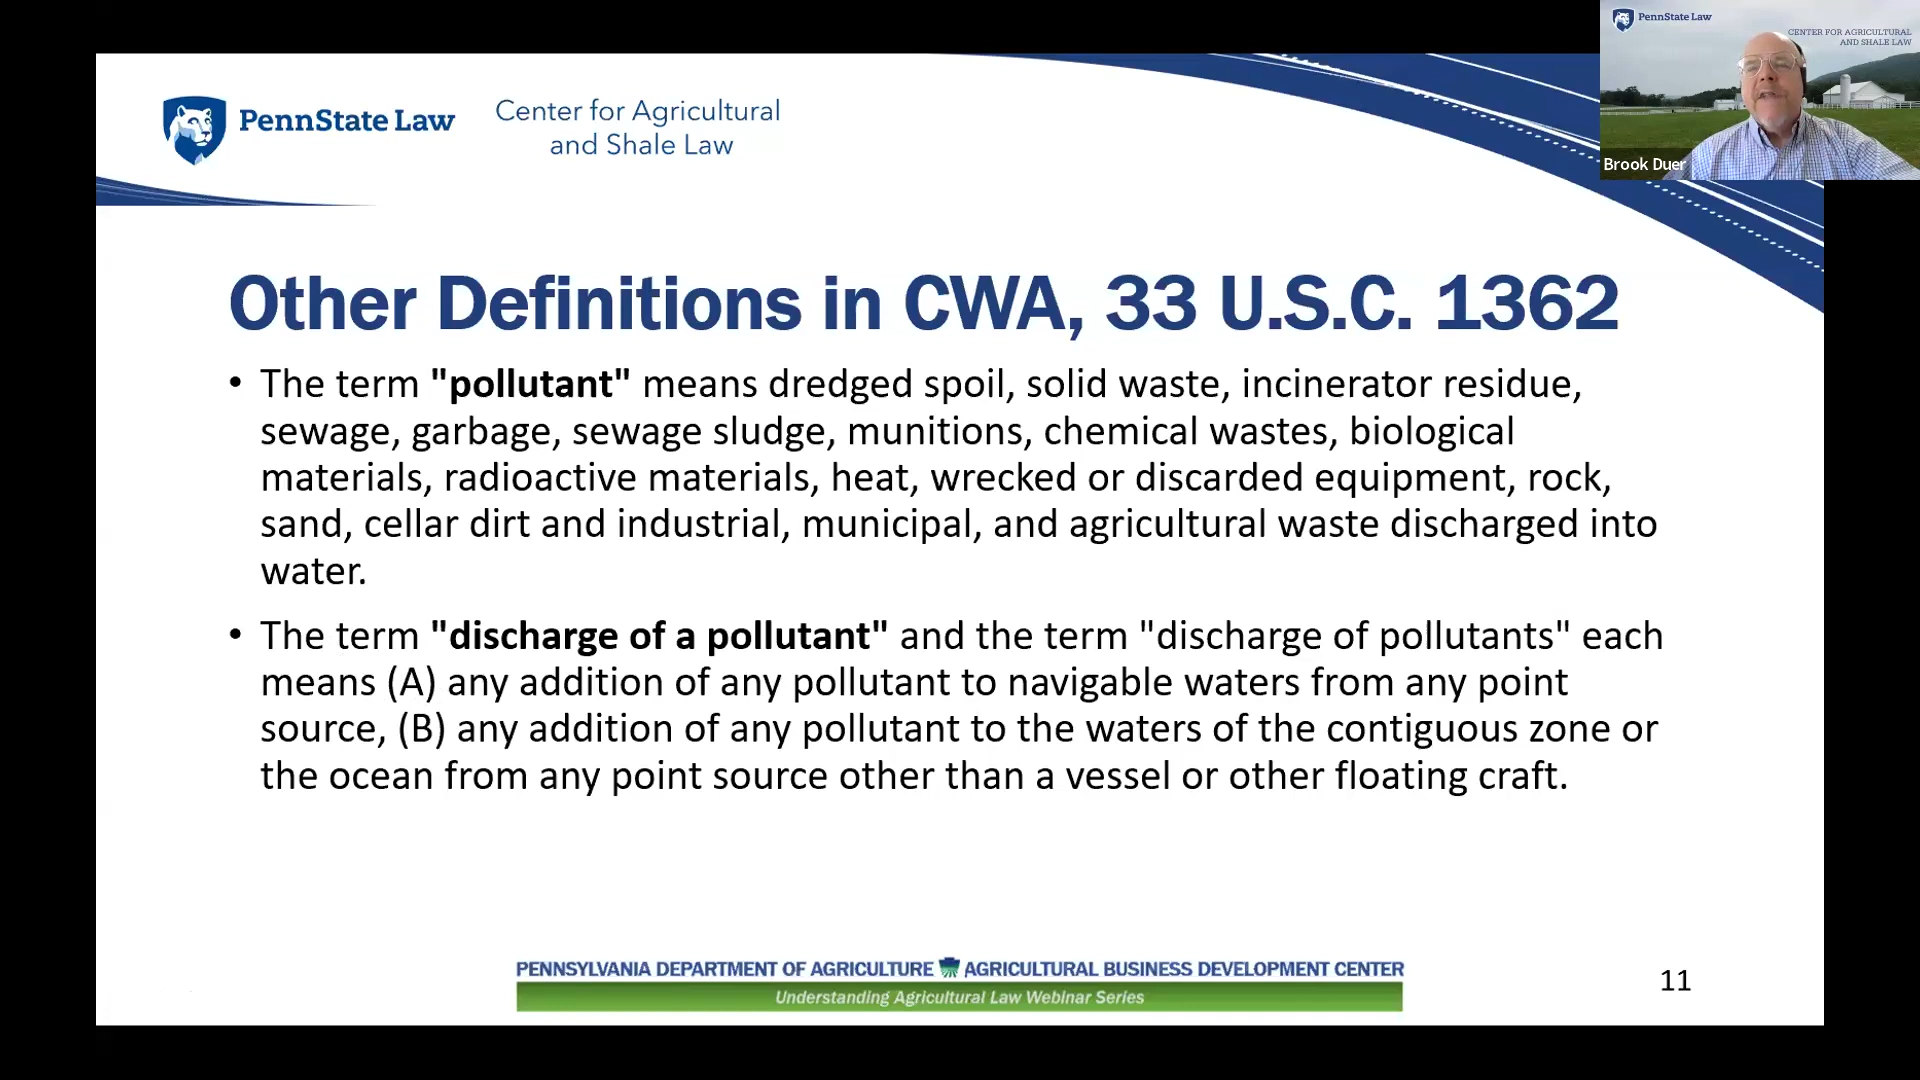 PennState Law
Center for Agricultural
and Shale Law
PennState Law
CENTER FOR AGRICULTURAL
AND SHALE LAW
Brook Duer
Other Definitions in CWA, 33 U.S.C. 1362
• The term "pollutant" means dredged spoil, solid waste, incinerator residue,
sewage, garbage, sewage sludge, munitions, chemical wastes, biological
materials, radioactive materials, heat, wrecked or discarded equipment, rock,
sand, cellar dirt and industrial, municipal, and agricultural waste discharged into
water.
• The term "discharge of a pollutant" and the term "discharge of pollutants" each
means (A) any addition of any pollutant to navigable waters from any point
source, (B) any addition of any pollutant to the waters of the contiguous zone or
the ocean from any point source other than a vessel or other floating craft.
PENNSYLVANIA DEPARTMENT OF AGRICULTURE AGRICULTURAL BUSINESS DEVELOPMENT CENTER
Understanding Agricultural Law Webinar Series
11